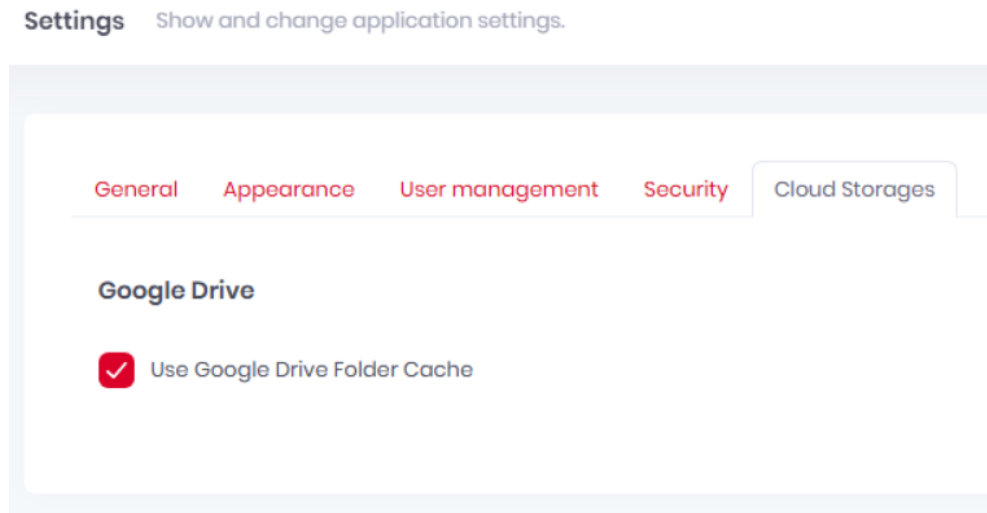 Settings Show and change application settings.
General Appearance User management Security Cloud Storages
Google Drive
Use Google Drive Folder Cache